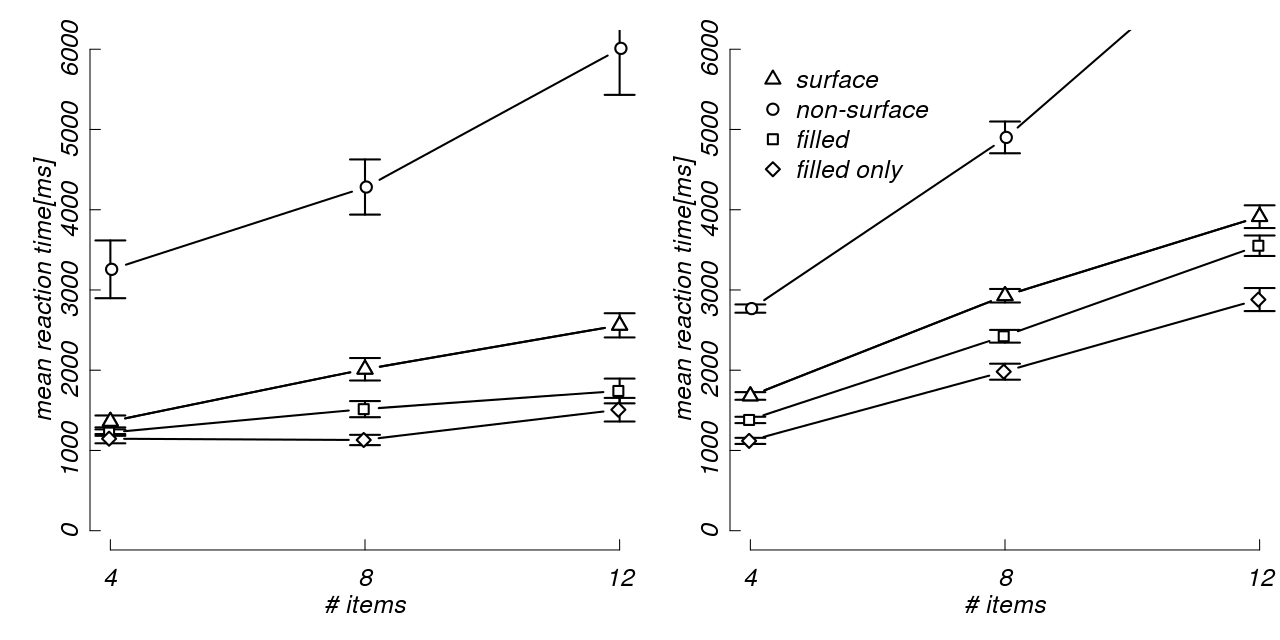 mean reaction time[ms]
6000
5000
4000
3000
2000
1000
0
4 8 12
# items
mean reaction time[ms]
6000
5000
4000
3000
2000
1000
0
surface
non-surface
filled
filled only
4 8 12
# items